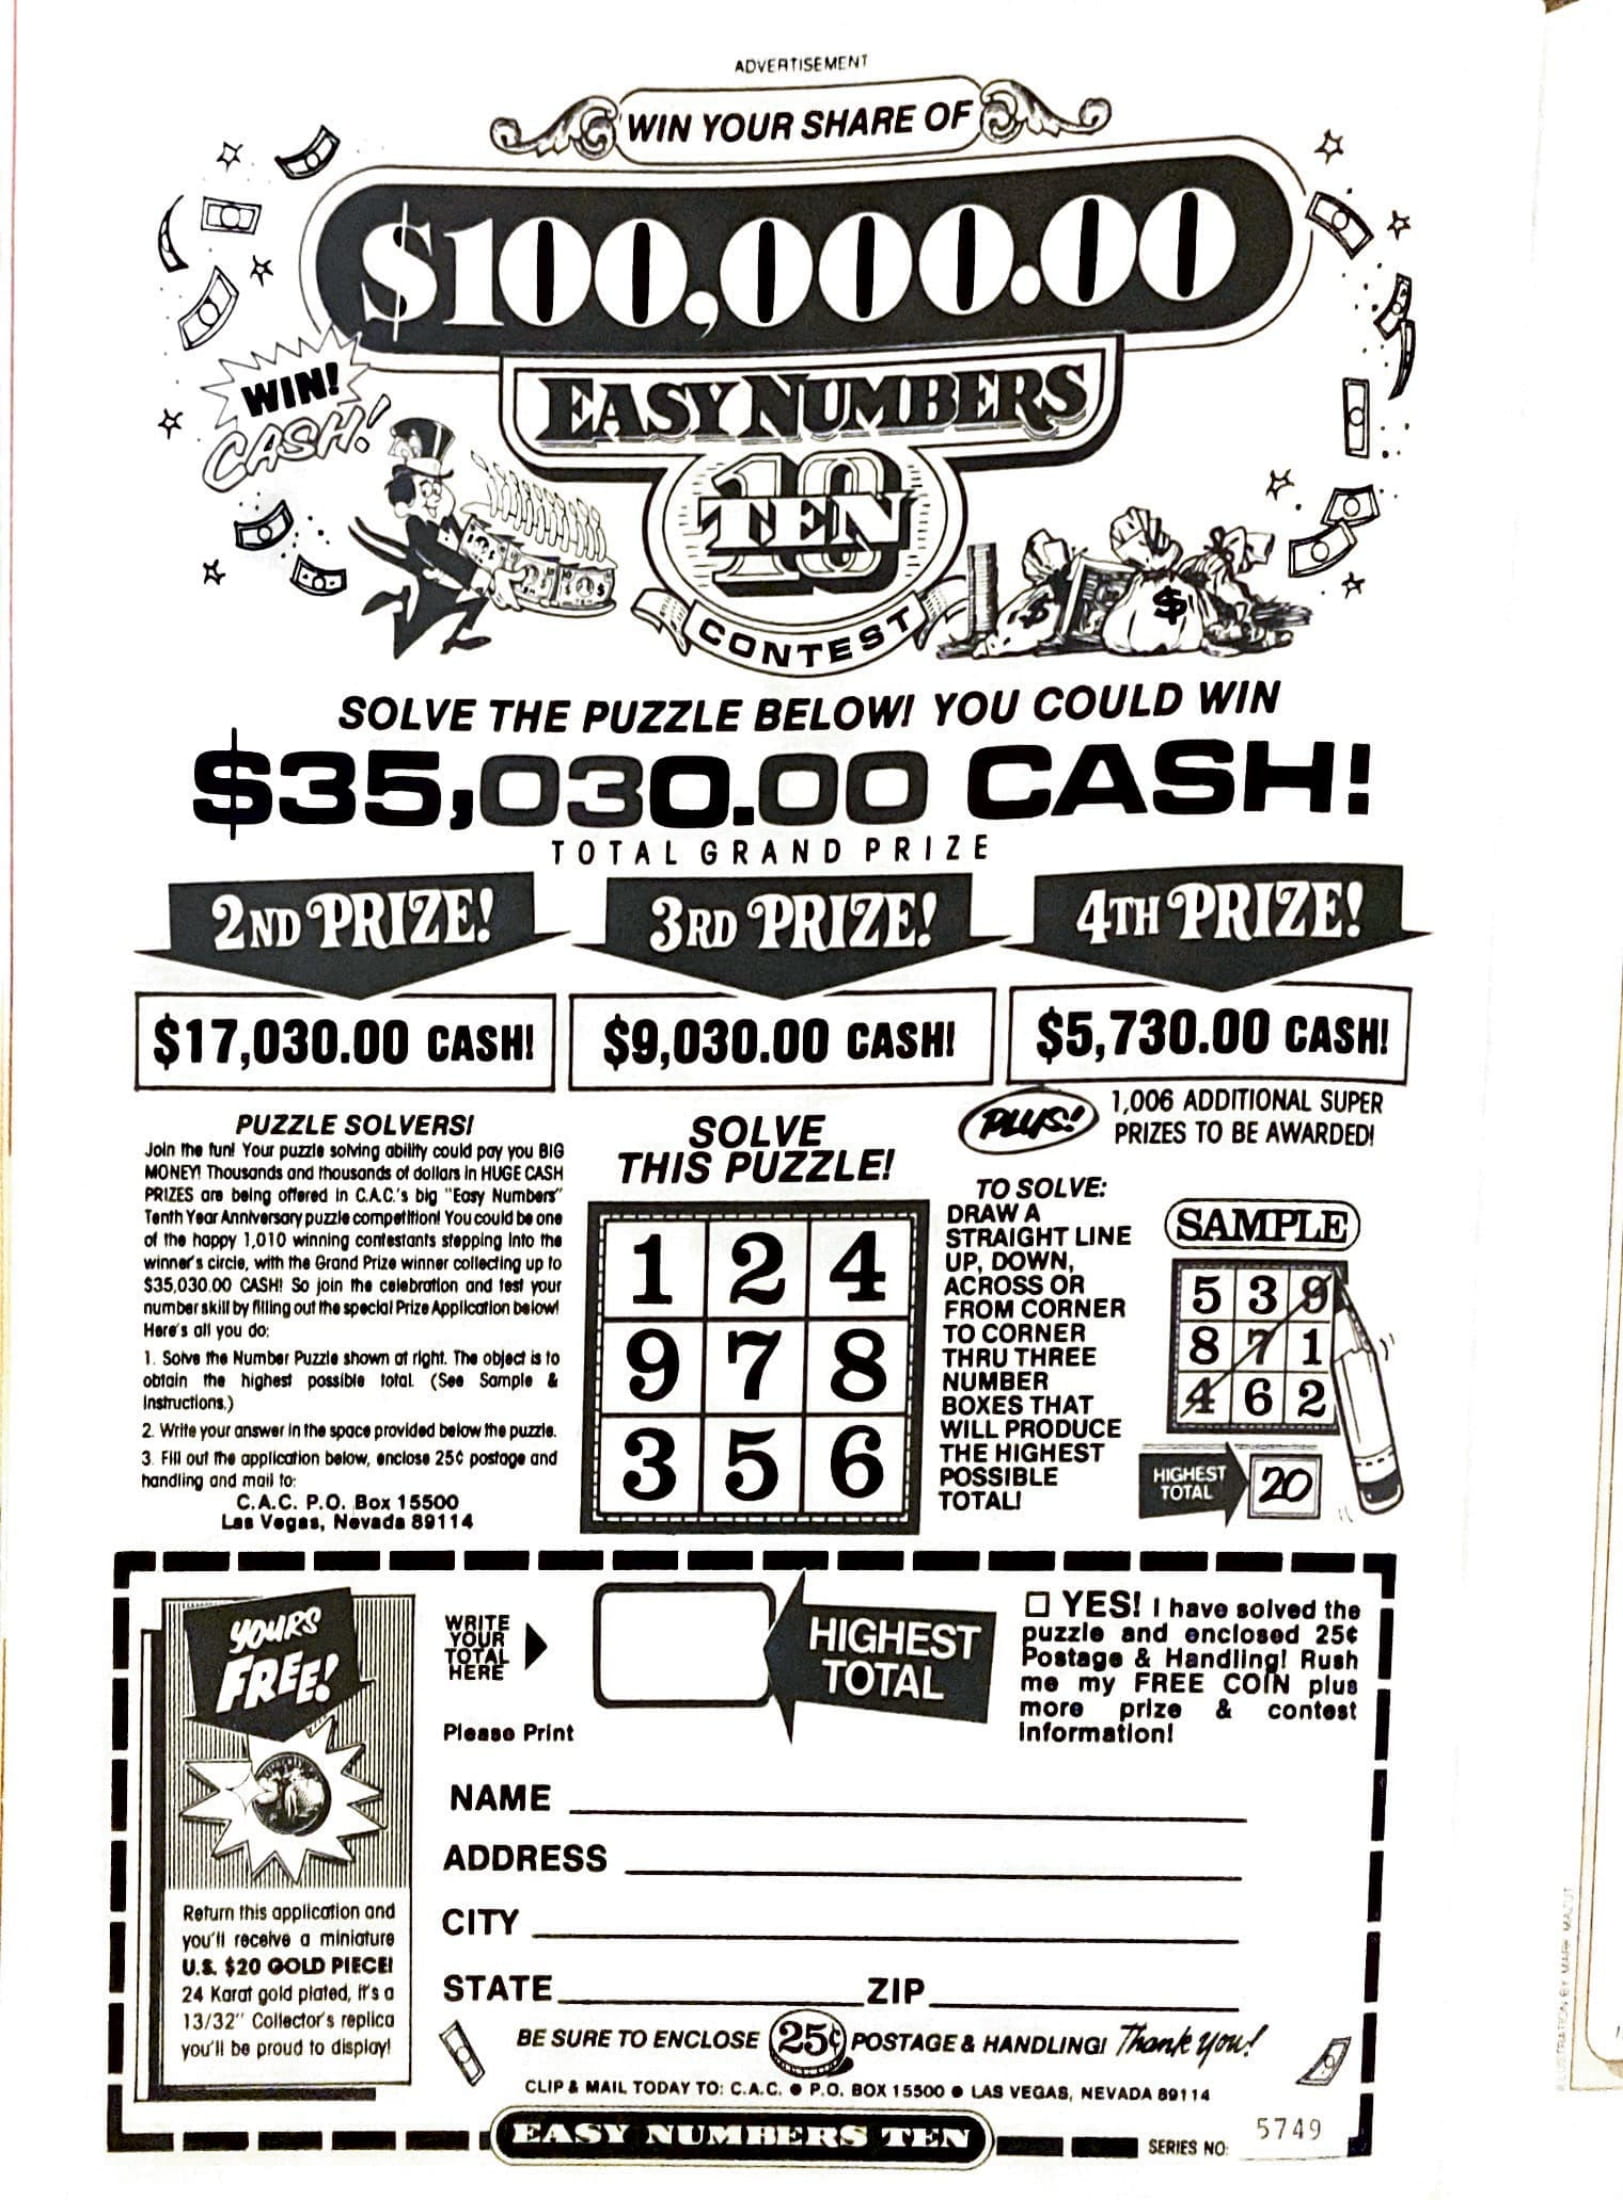 ADVERTISEMENT
WIN YOUR SHARE OF
$100,000.00
EASY NUMBERS
10
TEN
CONTEST
WIN!
CASH!
SOLVE THE PUZZLE BELOW! YOU COULD WIN
$35,030.00 CASH!
TOTAL GRAND PRIZE
2ND PRIZE!
$17,030.00 CASH!
3RD PRIZE!
$9,030.00 CASH!
4TH PRIZE!
$5,730.00 CASH!
PLUS!
1,006 ADDITIONAL SUPER
PRIZES TO BE AWARDED!
PUZZLE SOLVERS!
Join the fun! Your puzzle solving ability could pay you BIG
MONEY! Thousands and thousands of dollars in HUGE CASH
PRIZES are being offered in C.A.C.'s big "Easy Numbers"
Tenth Year Anniversary puzzle competition! You could be one
of the happy 1,010 winning contestants stepping into the
winner's circle, with the Grand Prize winner collecting up to
$35,030.00 CASH! So join the celebration and test your
number skill by filling out the special Prize Application below!
Here's all you do:
1. Solve the Number Puzzle shown at right. The object is to
obtain the highest possible total. (See Sample &
Instructions.)
2. Write your answer in the space provided below the puzzle.
3. Fill out the application below, enclose 25¢ postage and
handling and mail to:
C.A.C. P.O. Box 15500
Las Vegas, Nevada 89114
SOLVE
THIS PUZZLE!
1 2 4
9 7 8
3 5 6
TO SOLVE:
DRAW A
STRAIGHT LINE
UP, DOWN,
ACROSS OR
FROM CORNER
TO CORNER
THRU THREE
NUMBER
BOXES THAT
WILL PRODUCE
THE HIGHEST
POSSIBLE
TOTAL!
SAMPLE
5 3 9
8 7 1
4 6 2
HIGHEST
TOTAL
20
YOURS
FREE!
Return this application and
you'll receive a miniature
U.S. $20 GOLD PIECE!
24 Karat gold plated, it's a
13/32" Collector's replica
you'll be proud to display!
WRITE
YOUR
TOTAL
HERE
HIGHEST
TOTAL
☐ YES! I have solved the
puzzle and enclosed 25¢
Postage & Handling! Rush
me my FREE COIN plus
more prize & contest
information!
Please Print
NAME
ADDRESS
CITY
STATE ZIP
BE SURE TO ENCLOSE 25¢ POSTAGE & HANDLING! Thank you!
CLIP & MAIL TODAY TO: C.A.C. ● P.O. BOX 15500 ● LAS VEGAS, NEVADA 89114
EASY NUMBERS TEN
SERIES NO: 5749
ILLUSTRATION BY MARK MAZUT